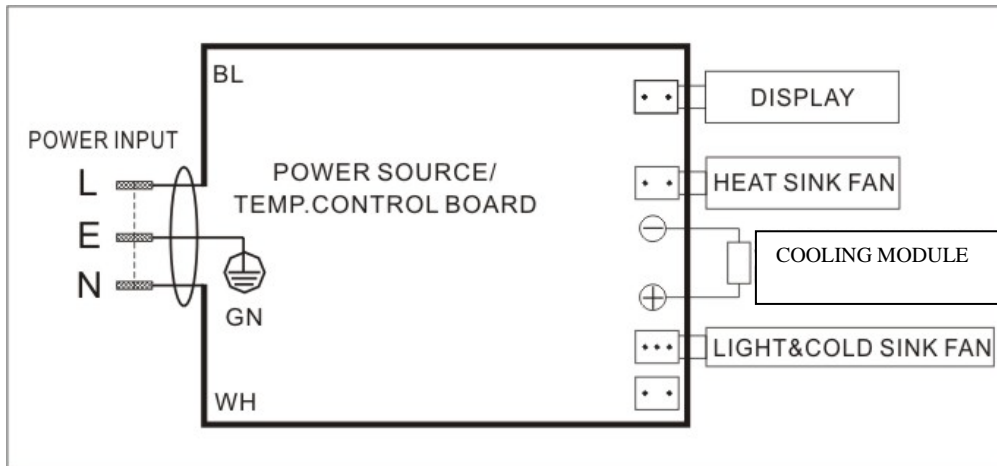 BL
DISPLAY
POWER INPUT
POWER SOURCE/
TEMP.CONTROL BOARD
L
E
N
GN
HEAT SINK FAN
−
COOLING MODULE
+
LIGHT&COLD SINK FAN
WH